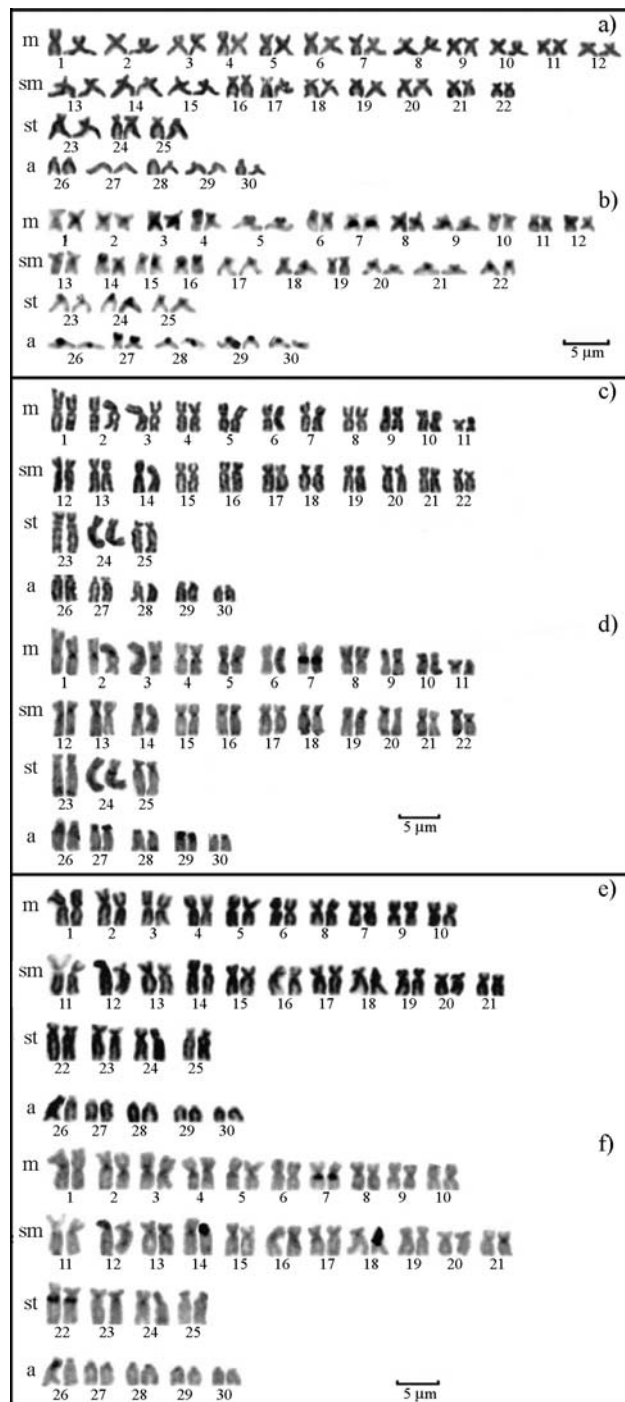 a)
m
1 2 3 4 5 6 7 8 9 10 11 12
sm
13 14 15 16 17 18 19 20 21 22
st
23 24 25
a
26 27 28 29 30
b)
m
1 2 3 4 5 6 7 8 9 10 11 12
sm
13 14 15 16 17 18 19 20 21 22
st
23 24 25
a
26 27 28 29 30
5 µm
c)
m
1 2 3 4 5 6 7 8 9 10 11
sm
12 13 14 15 16 17 18 19 20 21 22
st
23 24 25
a
26 27 28 29 30
d)
m
1 2 3 4 5 6 7 8 9 10 11
sm
12 13 14 15 16 17 18 19 20 21 22
st
23 24 25
5 µm
a
26 27 28 29 30
e)
m
1 2 3 4 5 6 8 7 9 10
sm
11 12 13 14 15 16 17 18 19 20 21
st
22 23 24 25
a
26 27 28 29 30
f)
m
1 2 3 4 5 6 7 8 9 10
sm
11 12 13 14 15 16 17 18 19 20 21
st
22 23 24 25
a
26 27 28 29 30
5 µm